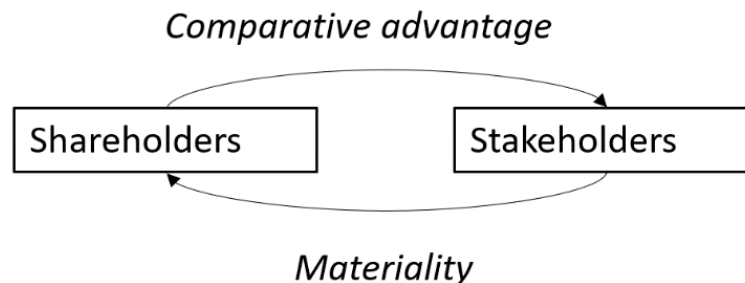 Comparative advantage
Shareholders
Stakeholders
Materiality